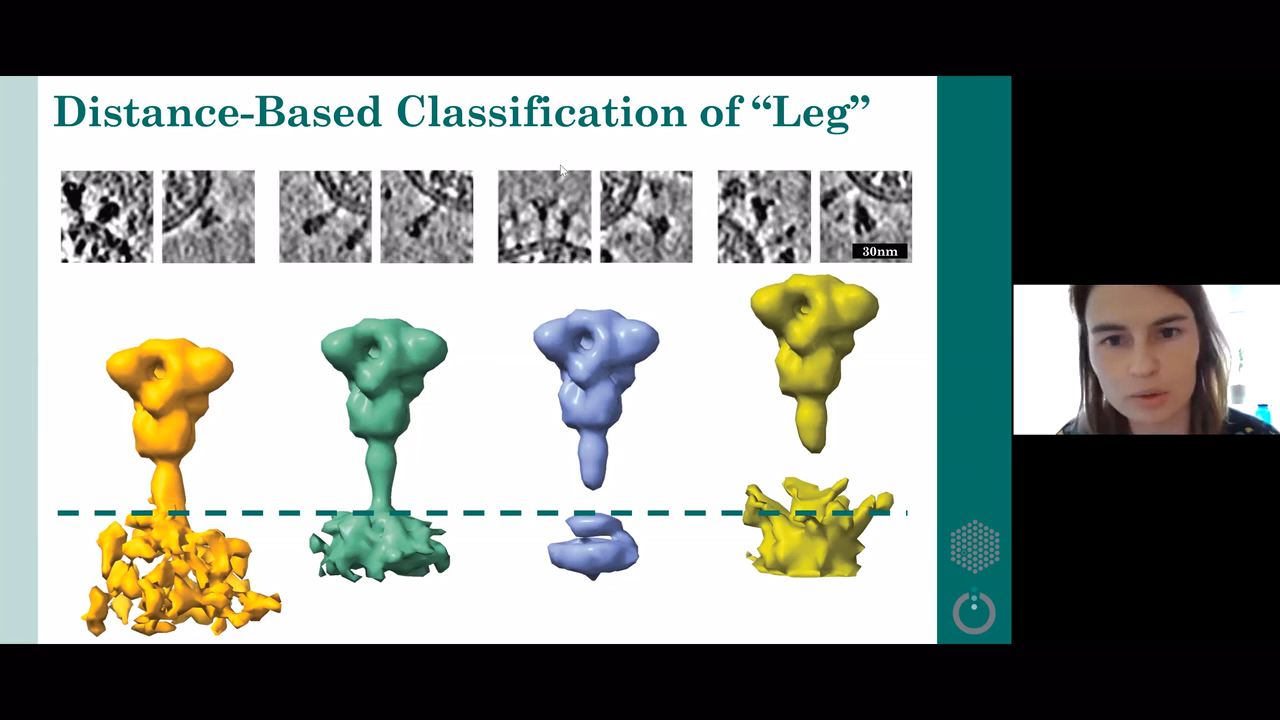 Distance-Based Classification of “Leg”
30nm